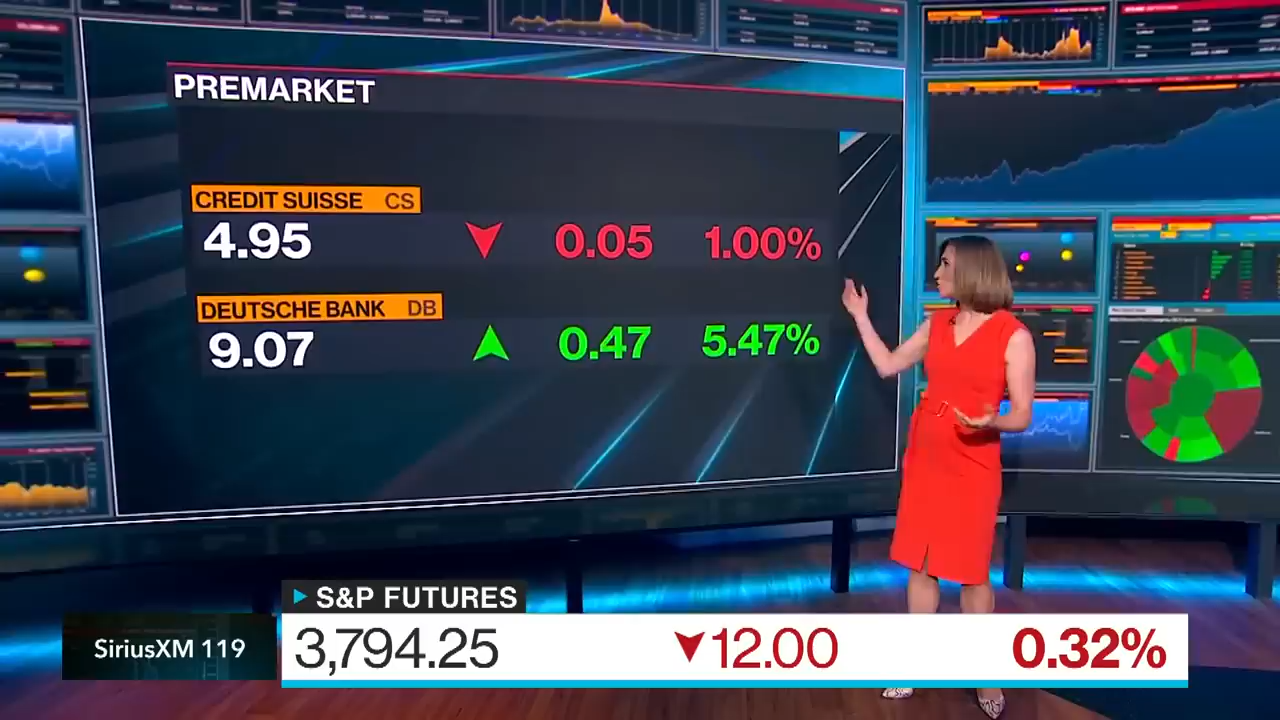 PREMARKET
CREDIT SUISSE CS
4.95 0.05 1.00%
DEUTSCHE BANK DB
9.07 0.47 5.47%
S&P FUTURES
SiriusXM 119
3,794.25 12.00 0.32%